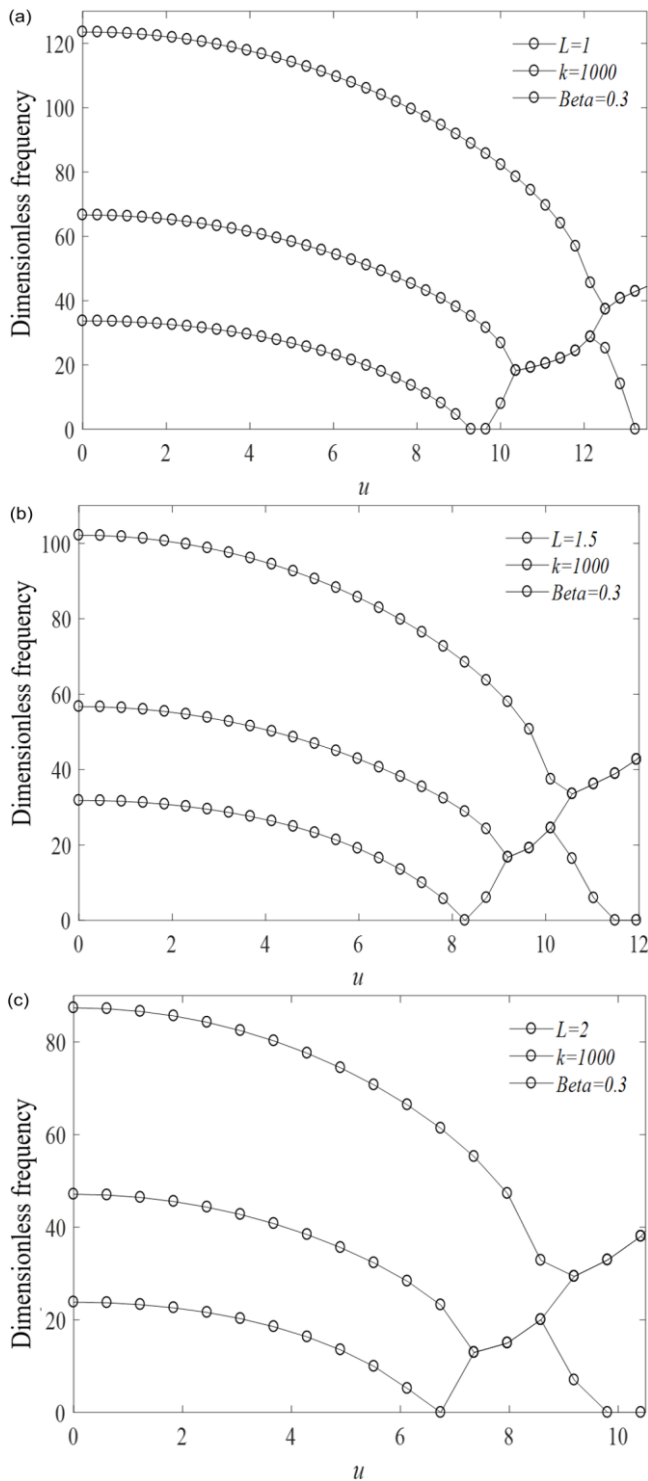 (a)
120
100
80
60
40
20
0
Dimensionless frequency
L=1
k=1000
Beta=0.3
0 2 4 6 8 10 12
u
(b)
100
80
60
40
20
0
Dimensionless frequency
L=1.5
k=1000
Beta=0.3
0 2 4 6 8 10 12
u
(c)
80
60
40
20
0
Dimensionless frequency
L=2
k=1000
Beta=0.3
0 2 4 6 8 10
u